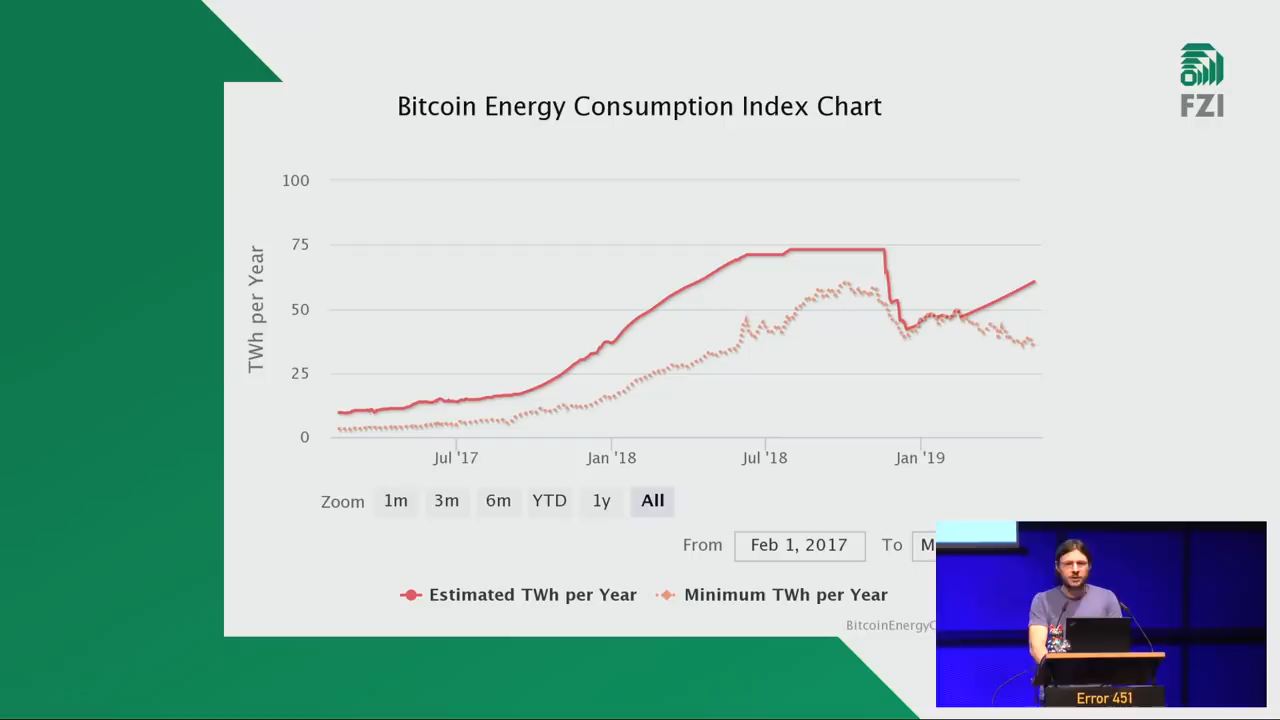 FZI
Bitcoin Energy Consumption Index Chart
TWh per Year
100
75
50
25
0
Jul '17 Jan '18 Jul '18 Jan '19
Zoom 1m 3m 6m YTD 1y All
From Feb 1, 2017 To M
Estimated TWh per Year Minimum TWh per Year
BitcoinEnergyC
Error 451